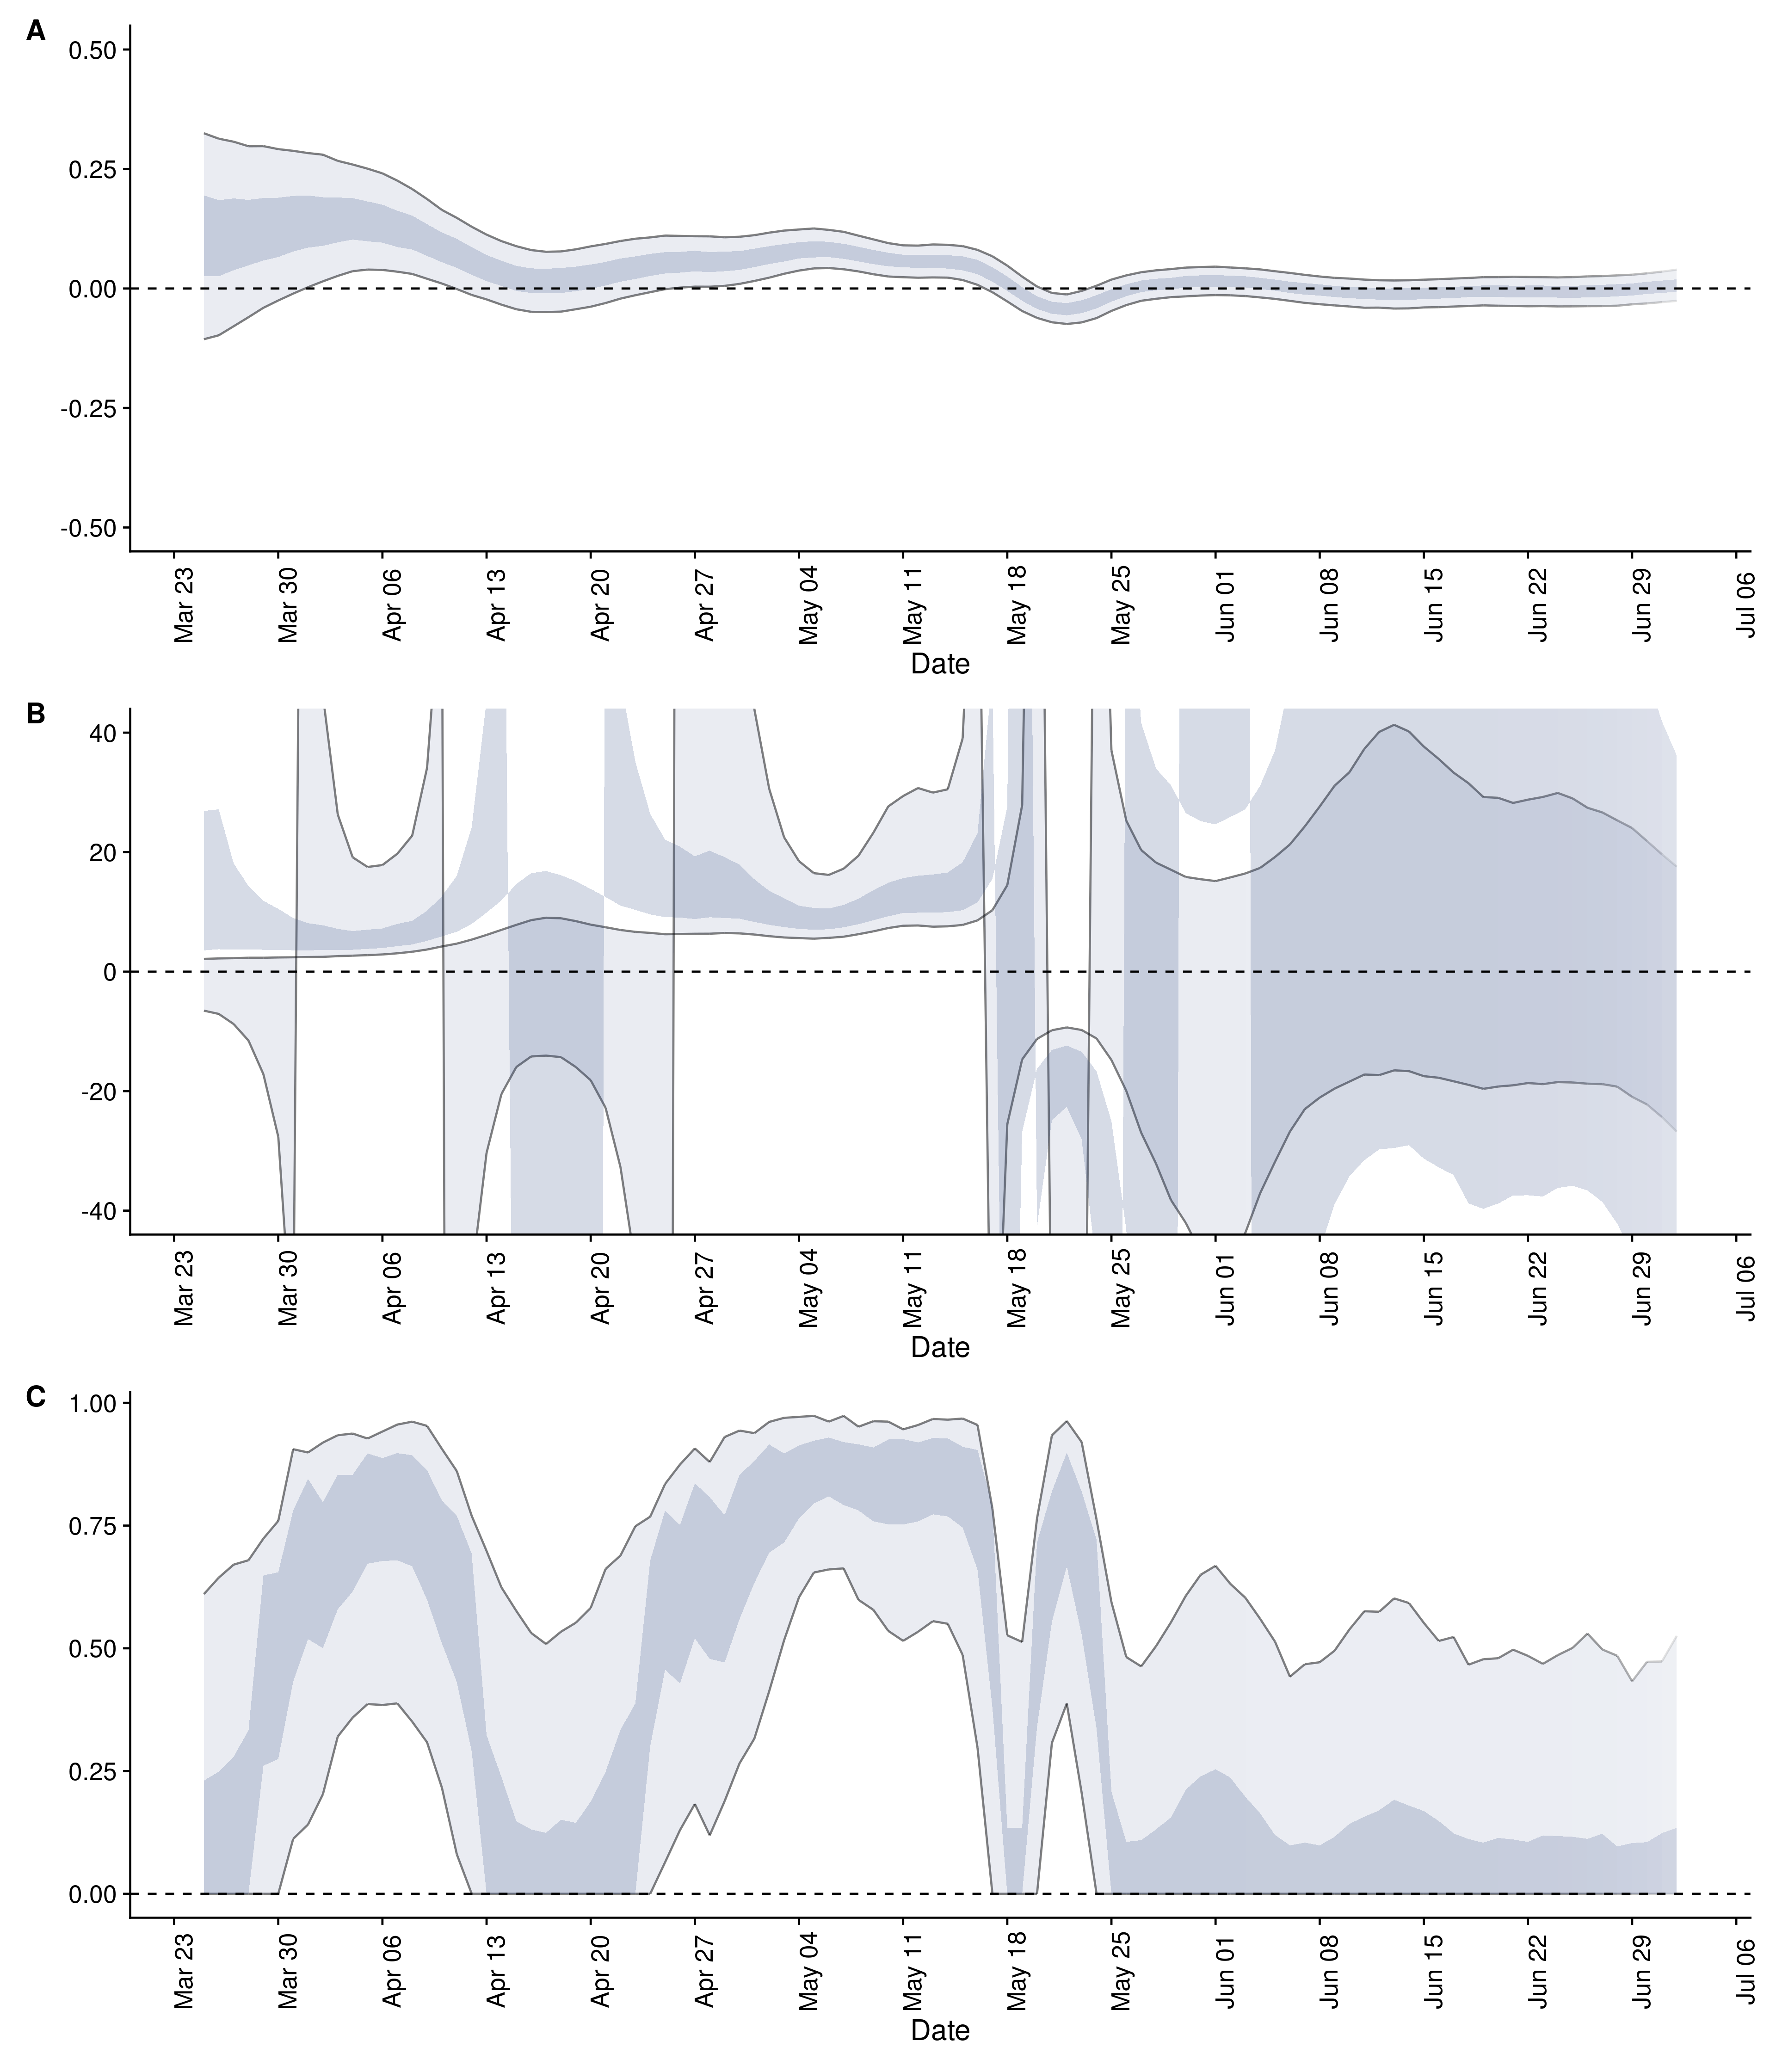 A
0.50
0.25
0.00
-0.25
-0.50
Mar 23
Mar 30
Apr 06
Apr 13
Apr 20
Apr 27
May 04
May 11
May 18
May 25
Jun 01
Jun 08
Jun 15
Jun 22
Jun 29
Jul 06
Date
B
40
20
0
-20
-40
Mar 23
Mar 30
Apr 06
Apr 13
Apr 20
Apr 27
May 04
May 11
May 18
May 25
Jun 01
Jun 08
Jun 15
Jun 22
Jun 29
Jul 06
Date
C
1.00
0.75
0.50
0.25
0.00
Mar 23
Mar 30
Apr 06
Apr 13
Apr 20
Apr 27
May 04
May 11
May 18
May 25
Jun 01
Jun 08
Jun 15
Jun 22
Jun 29
Jul 06
Date